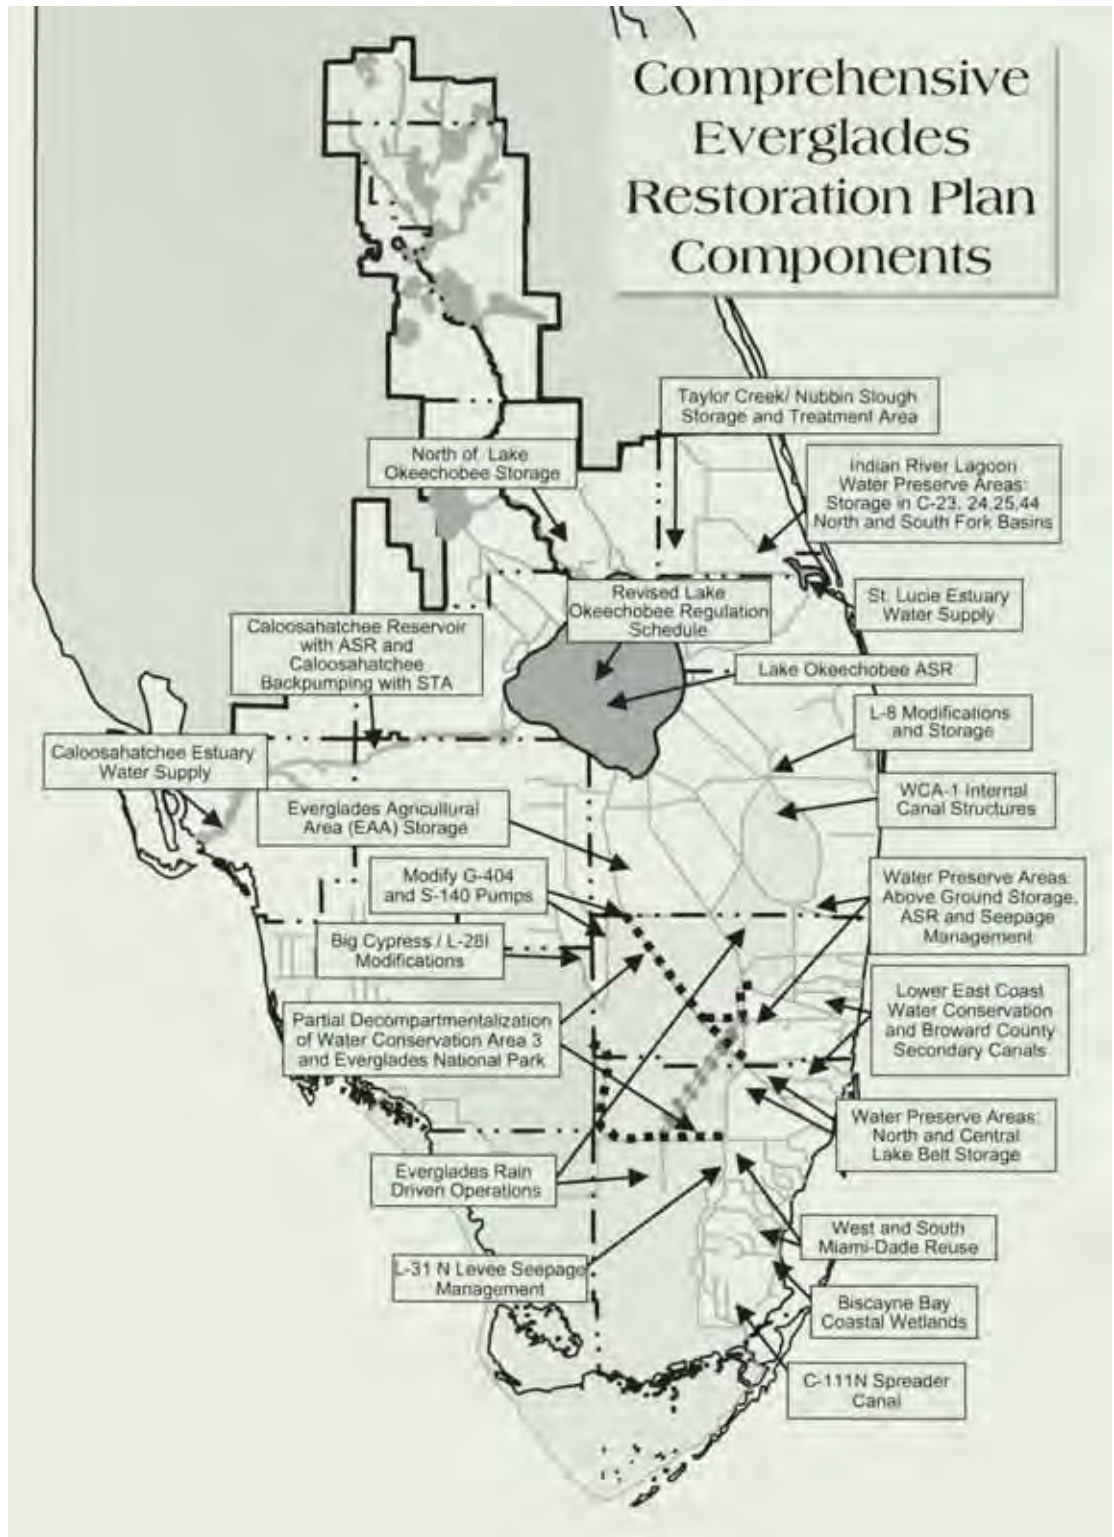 Comprehensive
Everglades
Restoration Plan
Components
Taylor Creek/ Nubbin Slough
Storage and Treatment Area
North of Lake
Okeechobee Storage
Indian River Lagoon
Water Preserve Areas:
Storage in C-23, 24,25,44
North and South Fork Basins
Revised Lake
Okeechobee Regulation
Schedule
St. Lucie Estuary
Water Supply
Caloosahatchee Reservoir
with ASR and
Caloosahatchee
Backpumping with STA
Lake Okeechobee ASR
L-8 Modifications
and Storage
Caloosahatchee Estuary
Water Supply
WCA-1 Internal
Canal Structures
Everglades Agricullural
Area (EAA) Storage
Modify G-404
and S-140 Pumps
Water Preserve Areas:
Above Ground Storage,
ASR and Seepage
Management
Big Cypress / L-28I
Modifications
Lower East Coast
Water Conservation
and Broward County
Secondary Canals
Partial Decompartmentalization
of Water Conservation Area 3
and Everglades National Park
Water Preserve Areas:
North and Central
Lake Belt Storage
Everglades Rain
Driven Operations
West and South
Miami-Dade Reuse
L-31 N Levee Seepage
Management
Biscayne Bay
Coastal Wetlands
C-111N Spreader
Canal